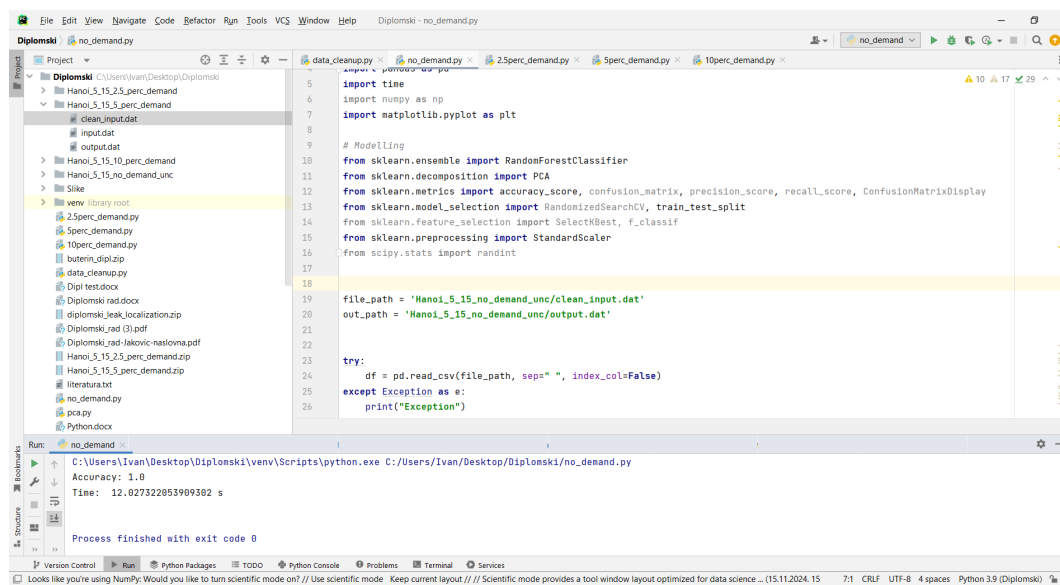 File Edit View Navigate Code Refactor Run Tools VCS Window Help Diplomski - no_demand.py
Diplomski no_demand.py no_demand
Project data_cleanup.py no_demand.py 2.5perc_demand.py 5perc_demand.py 10perc_demand.py
Diplomski C:\Users\Ivan\Desktop\Diplomski
Hanoi_5_15_2.5_perc_demand
Hanoi_5_15_5_perc_demand
clean_input.dat
input.dat
output.dat
Hanoi_5_15_10_perc_demand
Hanoi_5_15_no_demand_unc
Slike
venv library root
2.5perc_demand.py
5perc_demand.py
10perc_demand.py
buterin_dipl.zip
data_cleanup.py
Dipl test.docx
Diplomski rad.docx
diplomski_leak_localization.zip
Diplomski_rad (3).pdf
Diplomski_rad-Jakovic-naslovna.pdf
Hanoi_5_15_2.5_perc_demand.zip
Hanoi_5_15_5_perc_demand.zip
literatura.txt
no_demand.py
pca.py
Python.docx
10 17 29
4 import pandas as pd
5 import time
6 import numpy as np
7 import matplotlib.pyplot as plt
8
9 # Modelling
10 from sklearn.ensemble import RandomForestClassifier
11 from sklearn.decomposition import PCA
12 from sklearn.metrics import accuracy_score, confusion_matrix, precision_score, recall_score, ConfusionMatrixDisplay
13 from sklearn.model_selection import RandomizedSearchCV, train_test_split
14 from sklearn.feature_selection import SelectKBest, f_classif
15 from sklearn.preprocessing import StandardScaler
16 from scipy.stats import randint
17
18
19 file_path = 'Hanoi_5_15_no_demand_unc/clean_input.dat'
20 out_path = 'Hanoi_5_15_no_demand_unc/output.dat'
21
22
23 try:
24 df = pd.read_csv(file_path, sep=" ", index_col=False)
25 except Exception as e:
26 print("Exception")
Run: no_demand
C:\Users\Ivan\Desktop\Diplomski\venv\Scripts\python.exe C:/Users/Ivan/Desktop/Diplomski/no_demand.py
Accuracy: 1.0
Time: 12.027322053909302 s
Process finished with exit code 0
Project
Bookmarks
Structure
Version Control Run Python Packages TODO Python Console Problems Terminal Services
Looks like you're using NumPy: Would you like to turn scientific mode on? // Use scientific mode Keep current layout // // Scientific mode provides a tool window layout optimized for data science ... (15.11.2024. 15 7:1 CRLF UTF-8 4 spaces Python 3.9 (Diplomski)